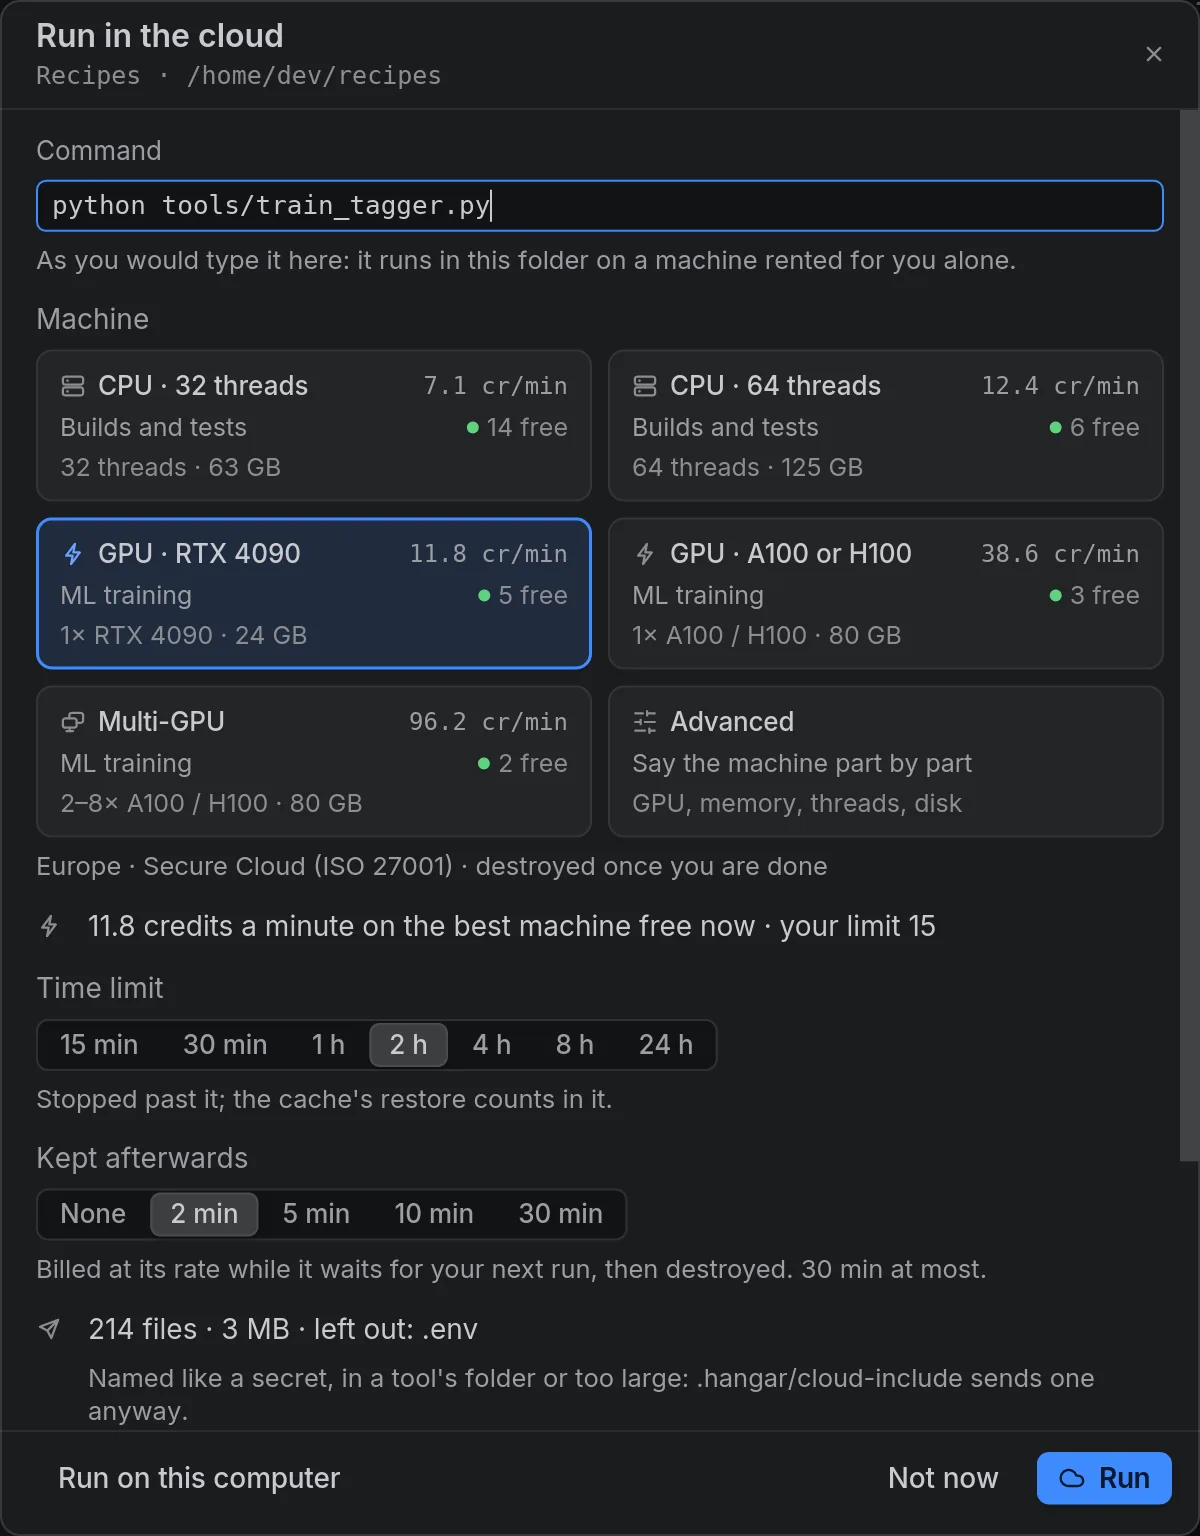 Run in the cloud
Recipes · /home/dev/recipes
Command
python tools/train_tagger.py
As you would type it here: it runs in this folder on a machine rented for you alone.
Machine
CPU · 32 threads 7.1 cr/min
Builds and tests 14 free
32 threads · 63 GB
CPU · 64 threads 12.4 cr/min
Builds and tests 6 free
64 threads · 125 GB
GPU · RTX 4090 11.8 cr/min
ML training 5 free
1× RTX 4090 · 24 GB
GPU · A100 or H100 38.6 cr/min
ML training 3 free
1× A100 / H100 · 80 GB
Multi-GPU 96.2 cr/min
ML training 2 free
2–8× A100 / H100 · 80 GB
Advanced
Say the machine part by part
GPU, memory, threads, disk
Europe · Secure Cloud (ISO 27001) · destroyed once you are done
11.8 credits a minute on the best machine free now · your limit 15
Time limit
15 min 30 min 1 h 2 h 4 h 8 h 24 h
Stopped past it; the cache's restore counts in it.
Kept afterwards
None 2 min 5 min 10 min 30 min
Billed at its rate while it waits for your next run, then destroyed. 30 min at most.
214 files · 3 MB · left out: .env
Named like a secret, in a tool's folder or too large: .hangar/cloud-include sends one
anyway.
Run on this computer Not now Run